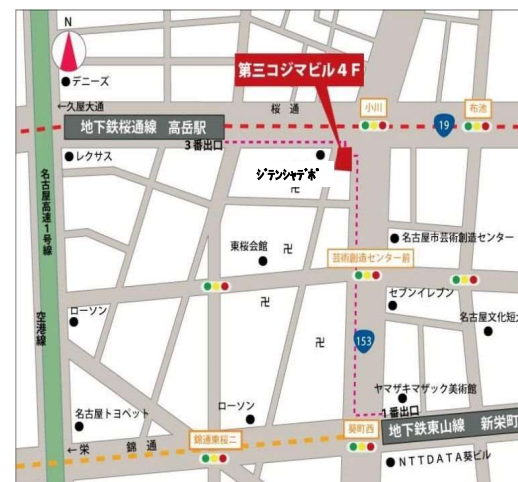 N
デニーズ
第三コジマビル4F
←久屋大通
桜通
小川
布池
地下鉄桜通線 高岳駅
19
3番出口
レクサス
ジランシャデポ
卍
名古屋高速1号線
名古屋市芸術創造センター
東桜会館
卍
芸術創造センター前
空港線
セブンイレブン
卍
ローソン
名古屋文化短
153
卍
ヤマザキマザック美術館
ローソン
1番出口
名古屋トヨペット
葵町西
地下鉄東山線 新栄町
錦通東桜二
←栄 錦通
NTTDATA葵ビル